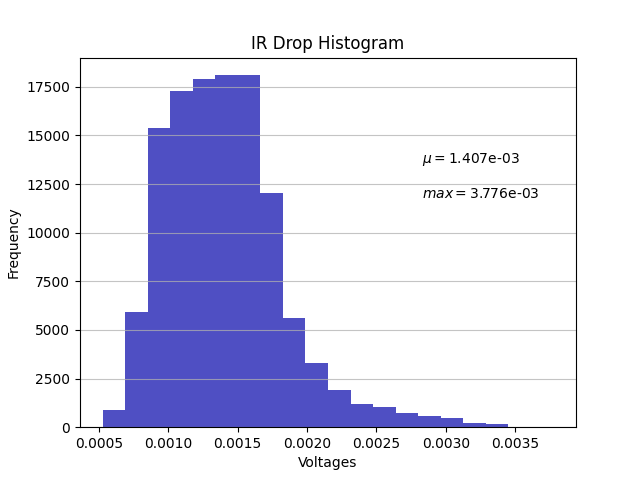 IR Drop Histogram
17500
15000
12500
10000
7500
5000
2500
0
Frequency
μ = 1.407e-03
max = 3.776e-03
0.0005 0.0010 0.0015 0.0020 0.0025 0.0030 0.0035
Voltages